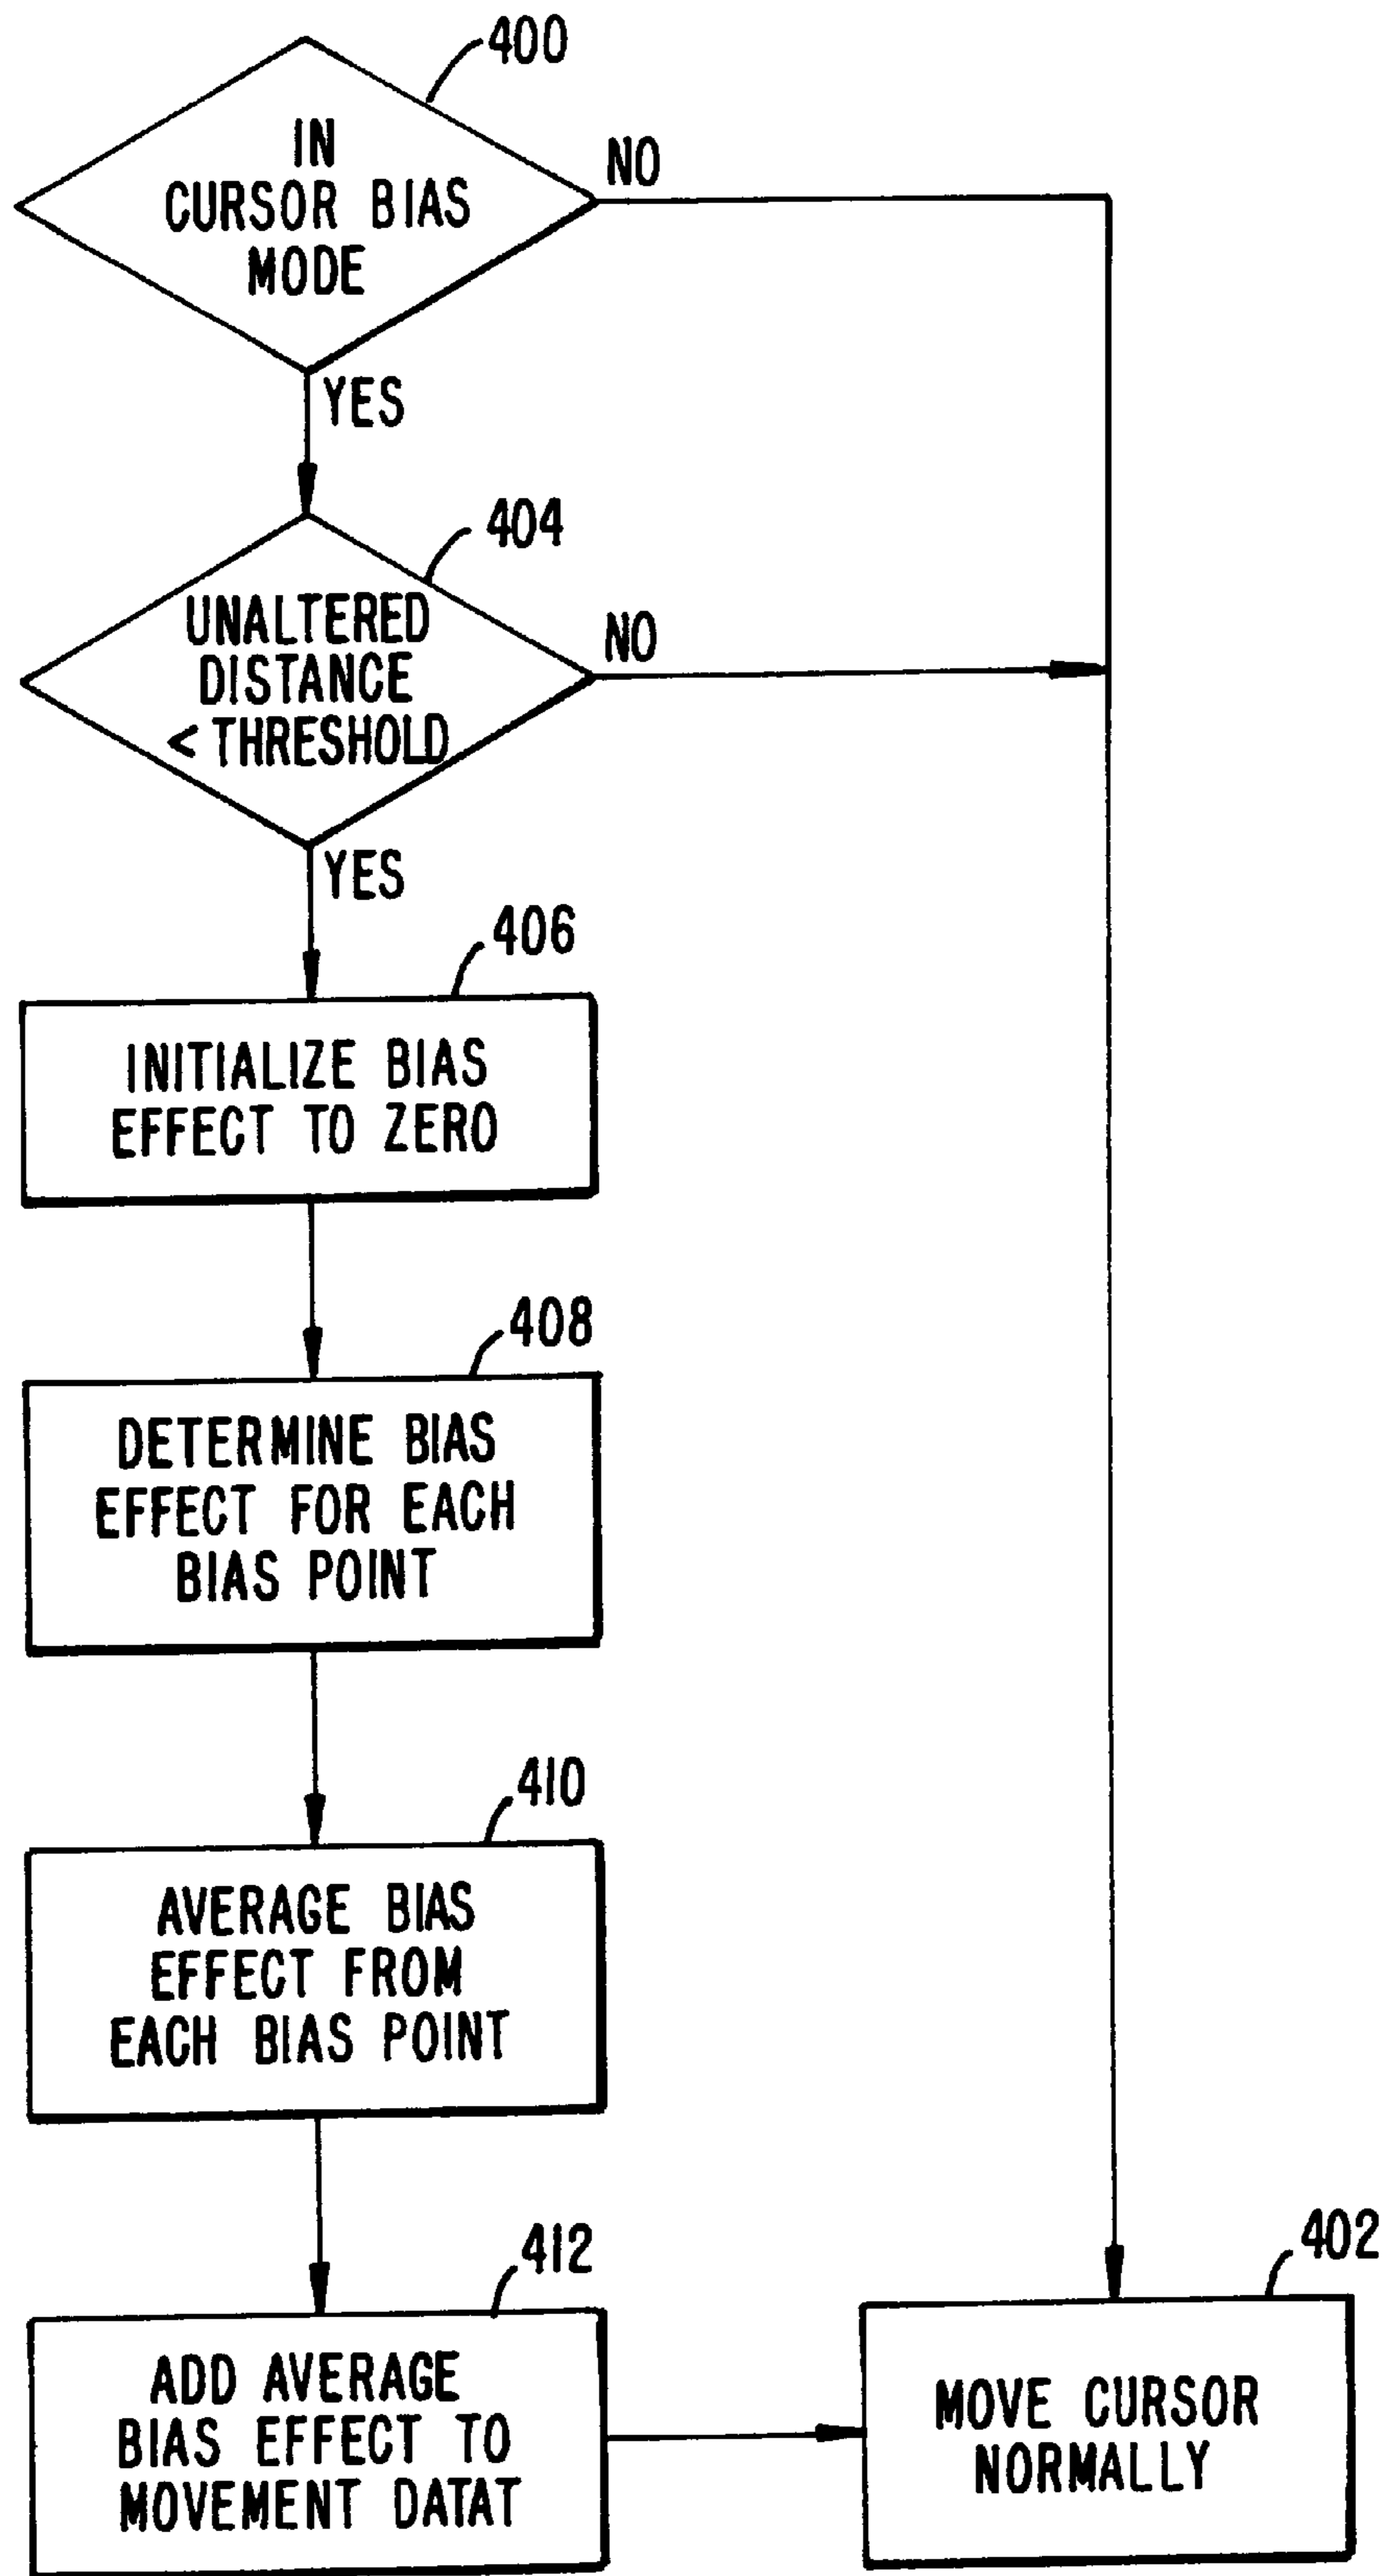 400
IN
CURSOR BIAS
MODE
NO
YES
404
UNALTERED
DISTANCE
< THRESHOLD
NO
YES
406
INITIALIZE BIAS
EFFECT TO ZERO
408
DETERMINE BIAS
EFFECT FOR EACH
BIAS POINT
410
AVERAGE BIAS
EFFECT FROM
EACH BIAS POINT
412
ADD AVERAGE
BIAS EFFECT TO
MOVEMENT DATAT
402
MOVE CURSOR
NORMALLY